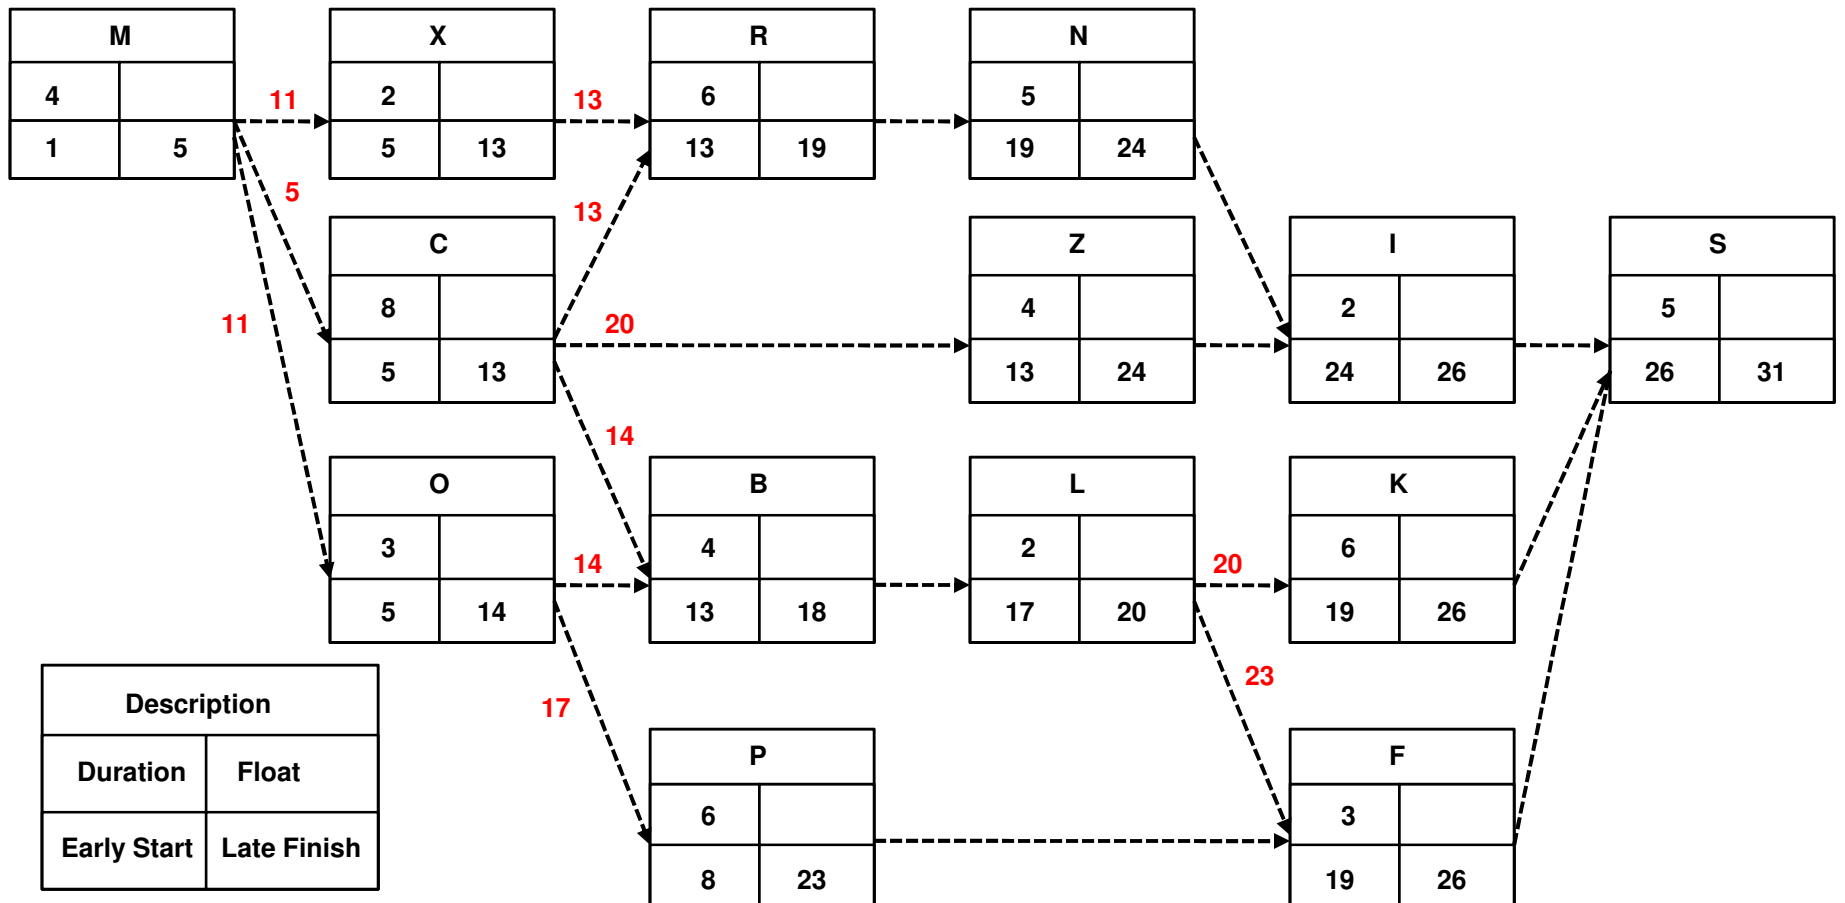 M X R N
4 11 2 13 6 5
1 5 5 13 13 19 19 24
5 13
C Z I S
8 20 4 2 5
11
5 13 13 24 24 26 26 31
14
O B L K
3 14 4 2 20 6
5 14 13 18 17 20 19 26
23
Description 17
P F
Duration Float
6 3
Early Start Late Finish
8 23 19 26